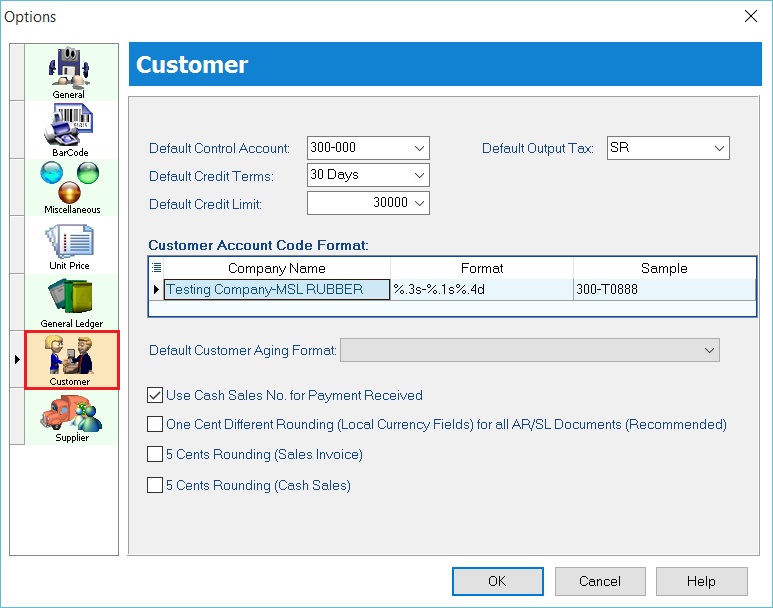 Options
General
BarCode
Miscellaneous
Unit Price
General Ledger
Customer
Supplier
Customer
Default Control Account: 300-000 Default Output Tax: SR
Default Credit Terms: 30 Days
Default Credit Limit: 30000
Customer Account Code Format:
Company Name Format Sample
Testing Company-MSL RUBBER %.3s-%.1s%.4d 300-T0888
Default Customer Aging Format:
Use Cash Sales No. for Payment Received
One Cent Different Rounding (Local Currency Fields) for all AR/SL Documents (Recommended)
5 Cents Rounding (Sales Invoice)
5 Cents Rounding (Cash Sales)
OK Cancel Help